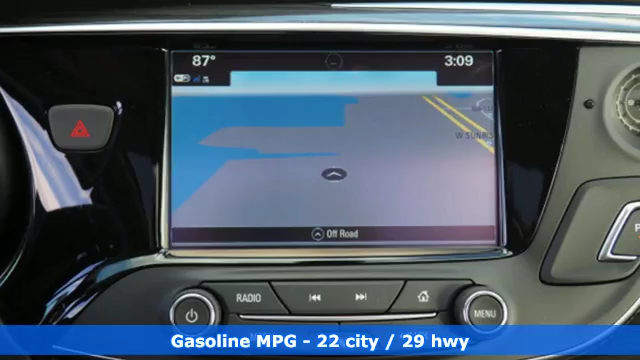 87°
3:09
W SUNRIS
Off Road
RADIO
MENU
Gasoline MPG - 22 city / 29 hwy